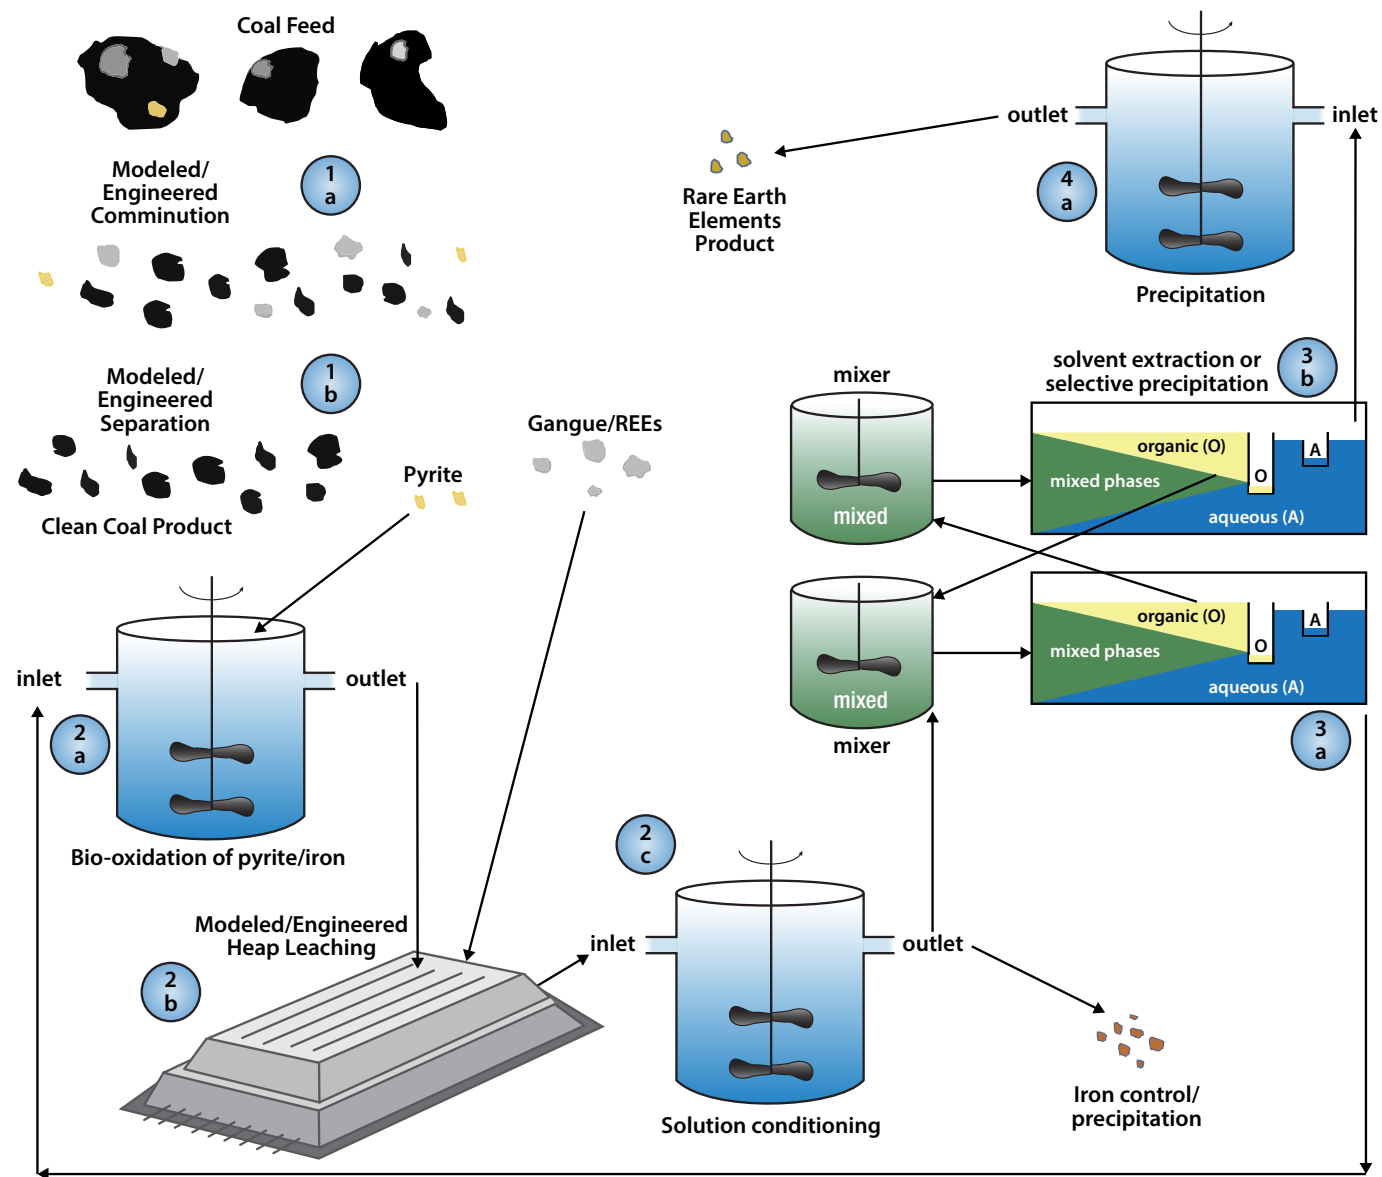 Coal Feed
Modeled/
Engineered
Comminution
1
a
Modeled/
Engineered
Separation
1
b
Clean Coal Product
Pyrite
Gangue/REEs
inlet
outlet
2
a
Bio-oxidation of pyrite/iron
Modeled/Engineered
Heap Leaching
2
b
2
c
inlet
outlet
Solution conditioning
Iron control/
precipitation
mixer
mixed
mixed
mixer
solvent extraction or
selective precipitation
3
b
organic (O)
mixed phases
aqueous (A)
O
A
organic (O)
mixed phases
aqueous (A)
O
A
3
a
outlet
inlet
4
a
Precipitation
Rare Earth
Elements
Product